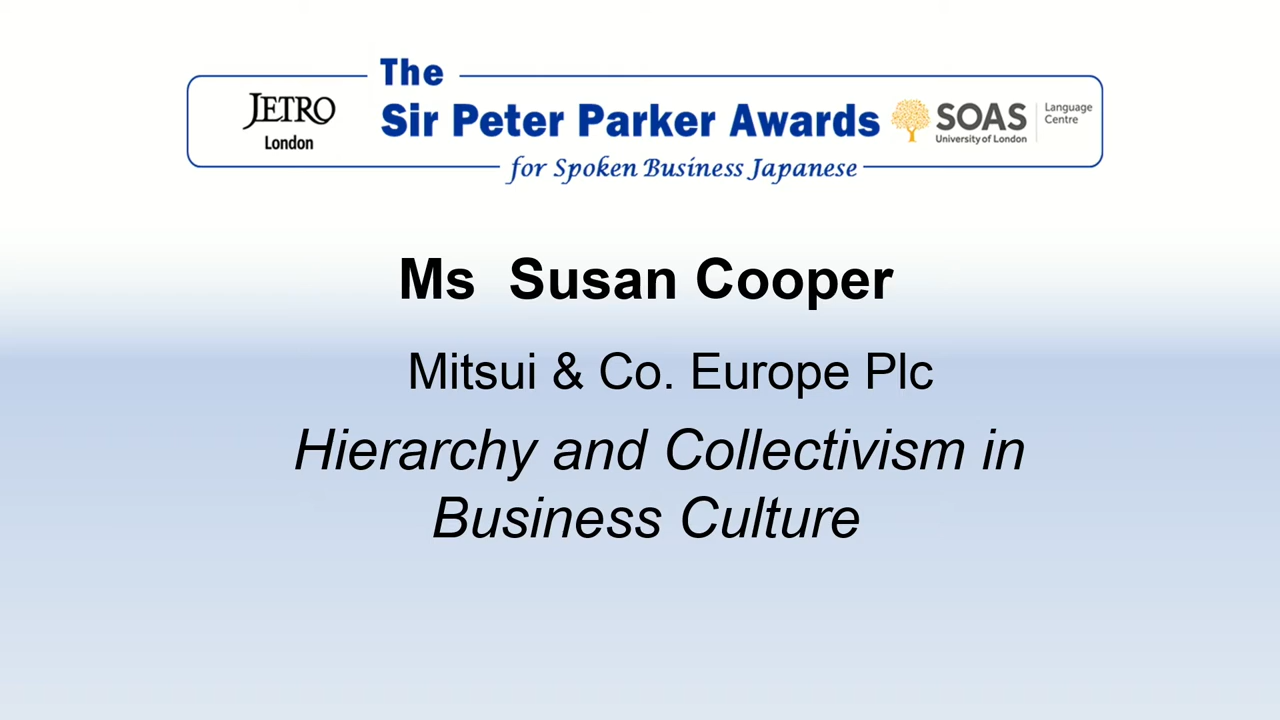 The
Sir Peter Parker Awards
for Spoken Business Japanese
JETRO
London
SOAS
University of London
Language
Centre
Ms Susan Cooper
Mitsui & Co. Europe Plc
Hierarchy and Collectivism in
Business Culture